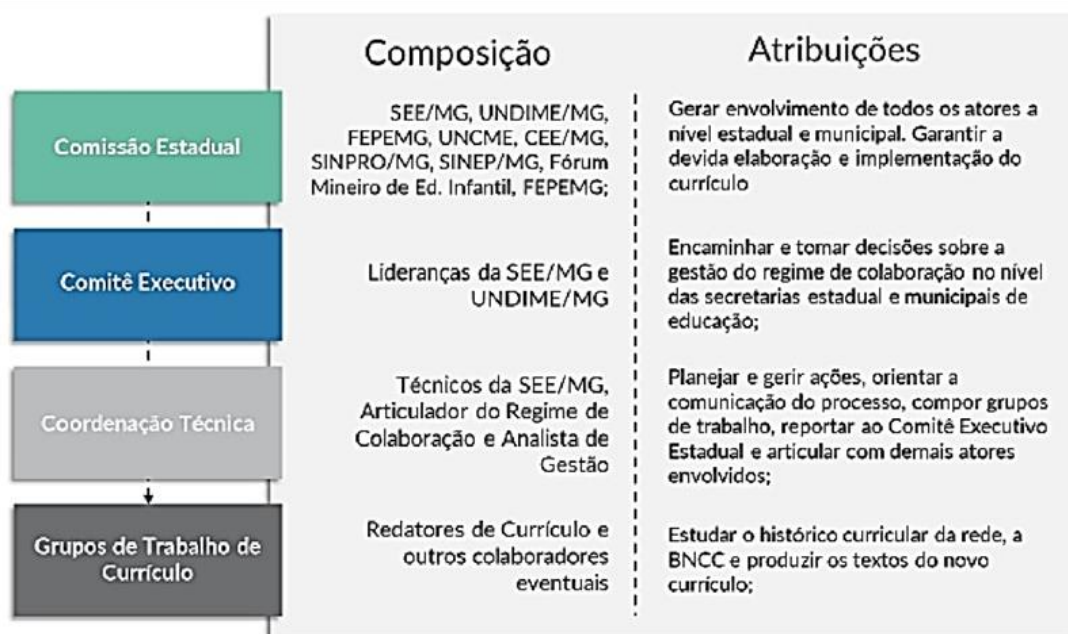 Composição
Atribuições
Comissão Estadual
SEE/MG, UNDIME/MG,
FEPEMG, UNCME, CEE/MG,
SINPRO/MG, SINEP/MG, Fórum
Mineiro de Ed. Infantil, FEPEMG;
Gerar envolvimento de todos os atores a
nível estadual e municipal. Garantir a
devida elaboração e implementação do
currículo
Comitê Executivo
Lideranças da SEE/MG e
UNDIME/MG
Encaminhar e tomar decisões sobre a
gestão do regime de colaboração no nível
das secretarias estadual e municipais de
educação;
Coordenação Técnica
Técnicos da SEE/MG,
Articulador do Regime de
Colaboração e Analista de
Gestão
Planejar e gerir ações, orientar a
comunicação do processo, compor grupos
de trabalho, reportar ao Comitê Executivo
Estadual e articular com demais atores
envolvidos;
Grupos de Trabalho de
Currículo
Redatores de Currículo e
outros colaboradores
eventuais
Estudar o histórico curricular da rede, a
BNCC e produzir os textos do novo
currículo;